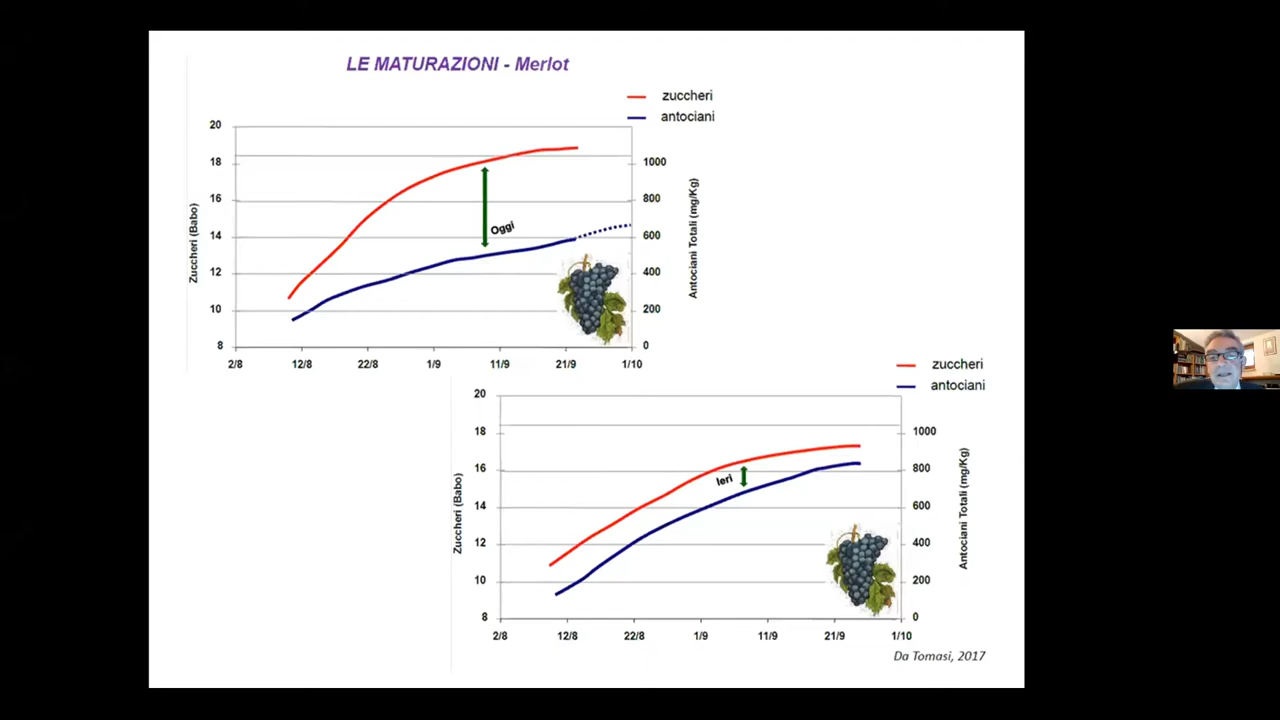 LE MATURAZIONI - Merlot
zuccheri
antociani
20
18
16
14
12
10
8
Zuccheri (Babo)
1000
800
600
400
200
0
Antociani Totali (mg/Kg)
Oggi
2/8 12/8 22/8 1/9 11/9 21/9 1/10
zuccheri
antociani
20
18
16
14
12
10
8
Zuccheri (Babo)
1000
800
600
400
200
0
Antociani Totali (mg/Kg)
Ieri
2/8 12/8 22/8 1/9 11/9 21/9 1/10
Da Tomasi, 2017